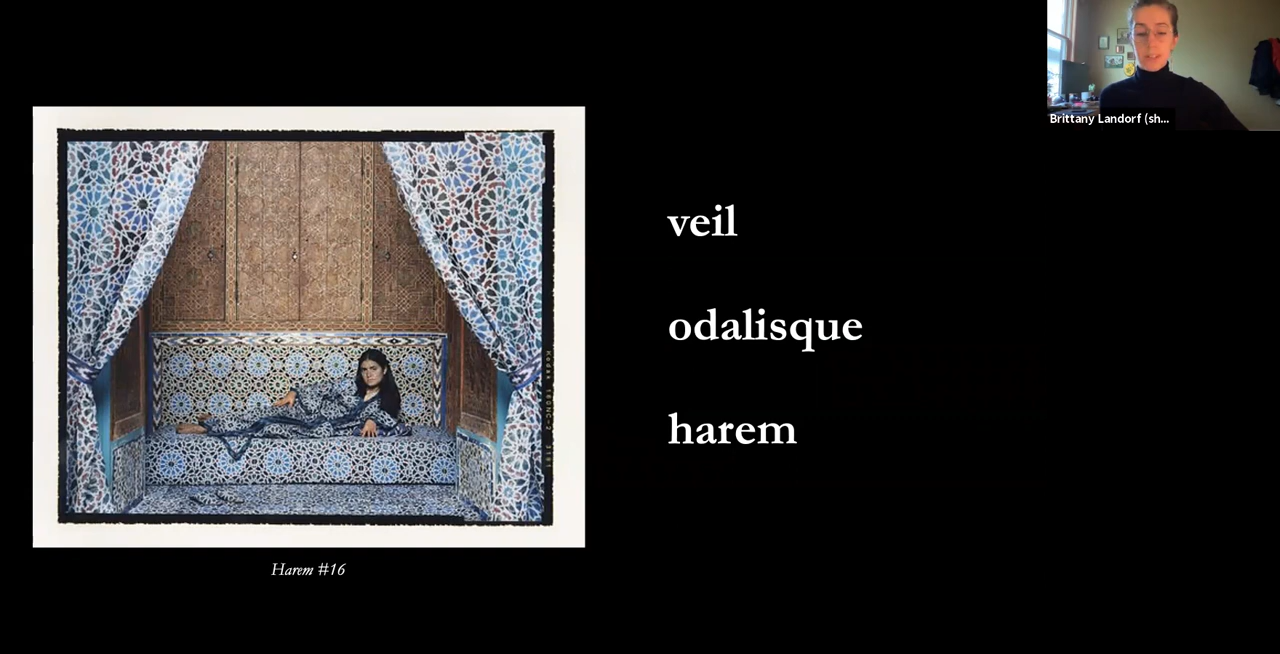 Brittany Landorf (sh...
veil
odalisque
harem
Harem #16